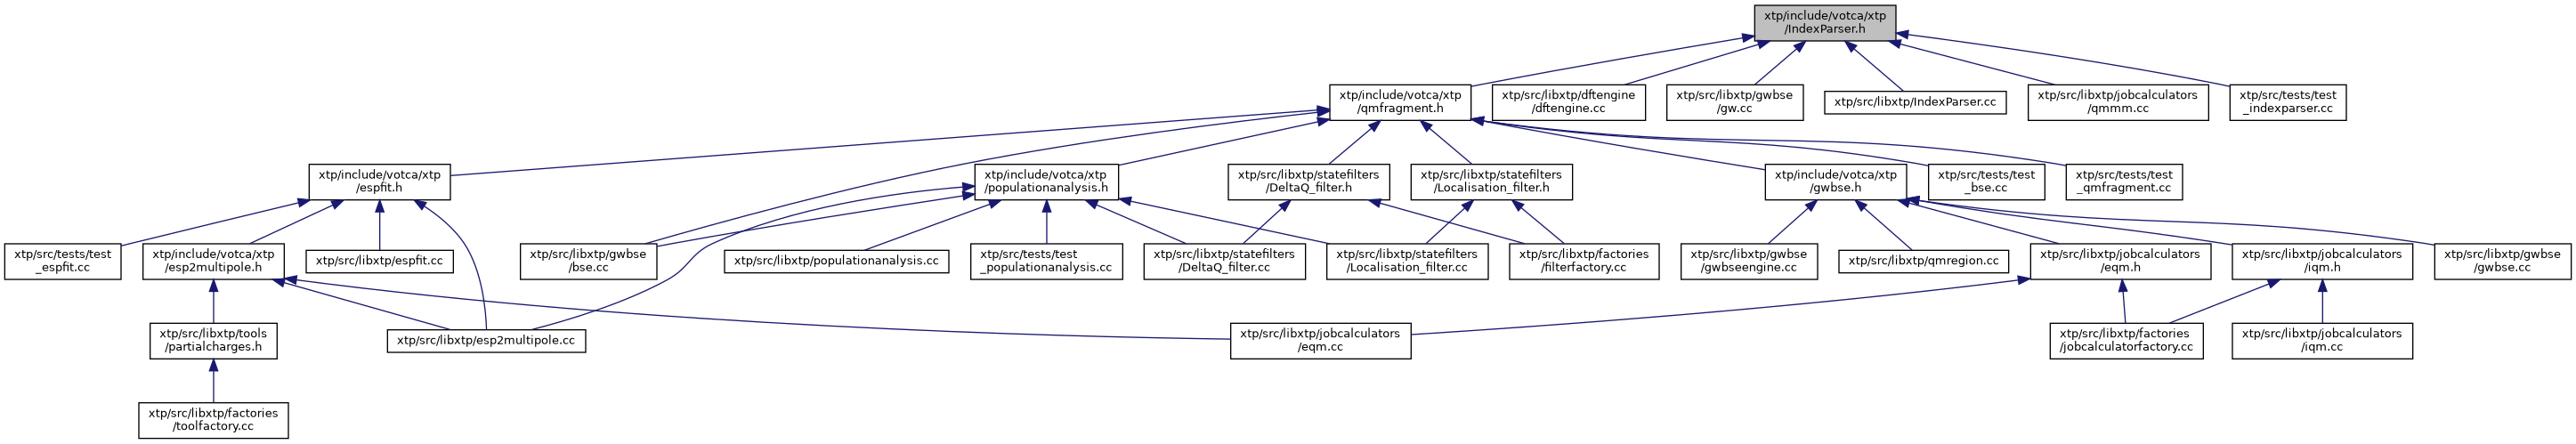 xtp/include/votca/xtp
/IndexParser.h
xtp/include/votca/xtp
/qmfragment.h
xtp/src/libxtp/dftengine
/dftengine.cc
xtp/src/libxtp/gwbse
/gw.cc
xtp/src/libxtp/IndexParser.cc
xtp/src/libxtp/jobcalculators
/qmmm.cc
xtp/src/tests/test
_indexparser.cc
xtp/include/votca/xtp
/espfit.h
xtp/include/votca/xtp
/populationanalysis.h
xtp/src/libxtp/statefilters
/DeltaQ_filter.h
xtp/src/libxtp/statefilters
/Localisation_filter.h
xtp/include/votca/xtp
/gwbse.h
xtp/src/tests/test
_bse.cc
xtp/src/tests/test
_qmfragment.cc
xtp/src/tests/test
_espfit.cc
xtp/include/votca/xtp
/esp2multipole.h
xtp/src/libxtp/espfit.cc
xtp/src/libxtp/gwbse
/bse.cc
xtp/src/libxtp/populationanalysis.cc
xtp/src/tests/test
_populationanalysis.cc
xtp/src/libxtp/statefilters
/DeltaQ_filter.cc
xtp/src/libxtp/statefilters
/Localisation_filter.cc
xtp/src/libxtp/factories
/filterfactory.cc
xtp/src/libxtp/gwbse
/gwbseengine.cc
xtp/src/libxtp/qmregion.cc
xtp/src/libxtp/jobcalculators
/eqm.h
xtp/src/libxtp/jobcalculators
/iqm.h
xtp/src/libxtp/gwbse
/gwbse.cc
xtp/src/libxtp/tools
/partialcharges.h
xtp/src/libxtp/esp2multipole.cc
xtp/src/libxtp/jobcalculators
/eqm.cc
xtp/src/libxtp/factories
/jobcalculatorfactory.cc
xtp/src/libxtp/jobcalculators
/iqm.cc
xtp/src/libxtp/factories
/toolfactory.cc